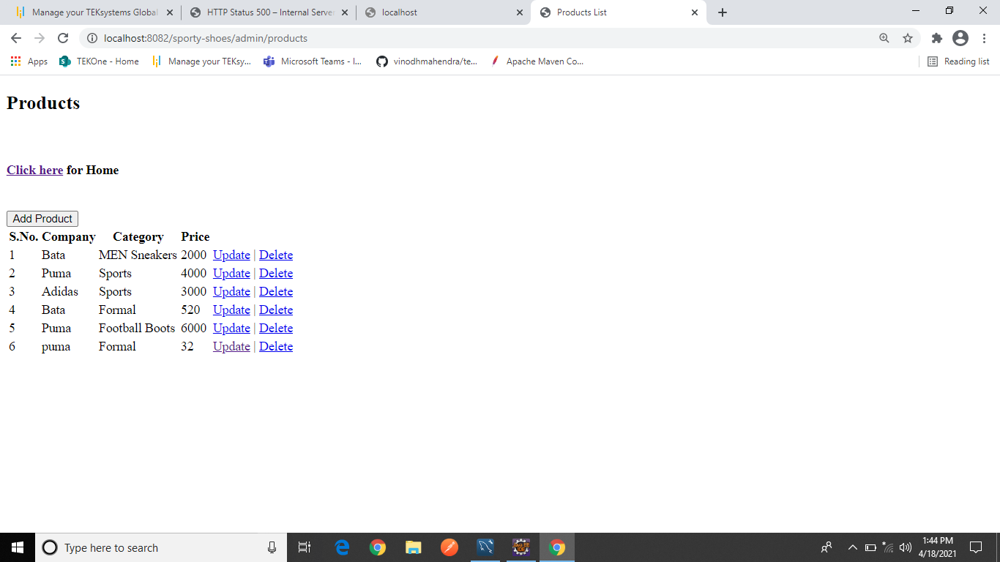 Manage your TEKsystems Global
HTTP Status 500 – Internal Server
localhost
Products List
localhost:8082/sporty-shoes/admin/products
Apps
TEKOne - Home
Manage your TEKsy...
Microsoft Teams - I...
vinodhmahendra/te...
Apache Maven Co...
Reading list
Products
Click here for Home
Add Product
S.No. Company Category Price
1 Bata MEN Sneakers 2000 Update | Delete
2 Puma Sports 4000 Update | Delete
3 Adidas Sports 3000 Update | Delete
4 Bata Formal 520 Update | Delete
5 Puma Football Boots 6000 Update | Delete
6 puma Formal 32 Update | Delete
Type here to search
Java EE
IDE
1:44 PM
4/18/2021